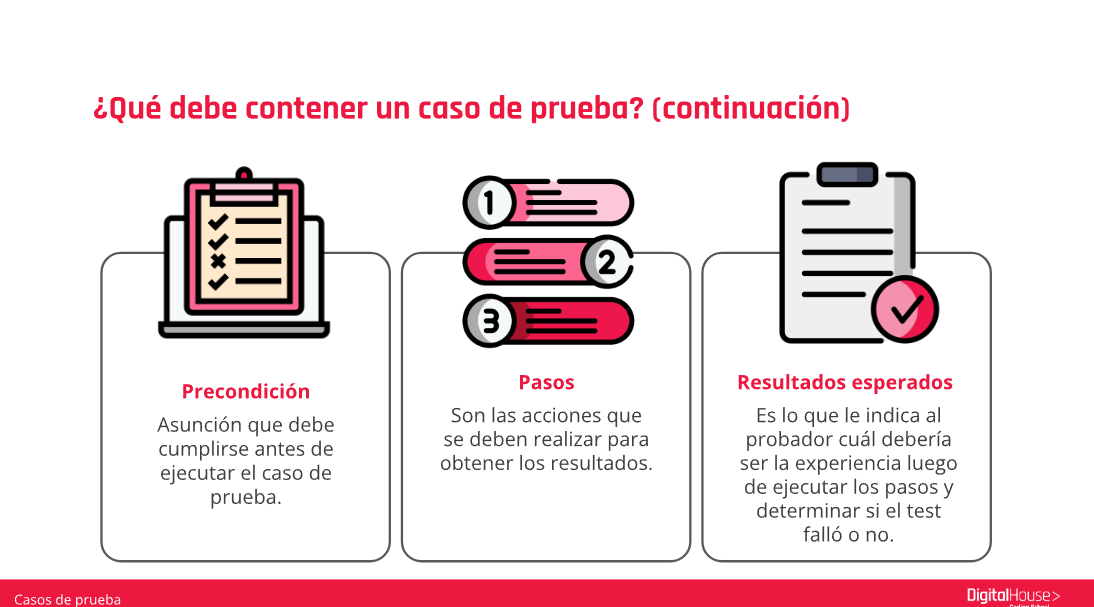 ¿Qué debe contener un caso de prueba? (continuación)
1
2
3
Precondición
Asunción que debe
cumplirse antes de
ejecutar el caso de
prueba.
Pasos
Son las acciones que
se deben realizar para
obtener los resultados.
Resultados esperados
Es lo que le indica al
probador cuál debería
ser la experiencia luego
de ejecutar los pasos y
determinar si el test
falló o no.
Casos de prueba
DigitalHouse>
Coding School